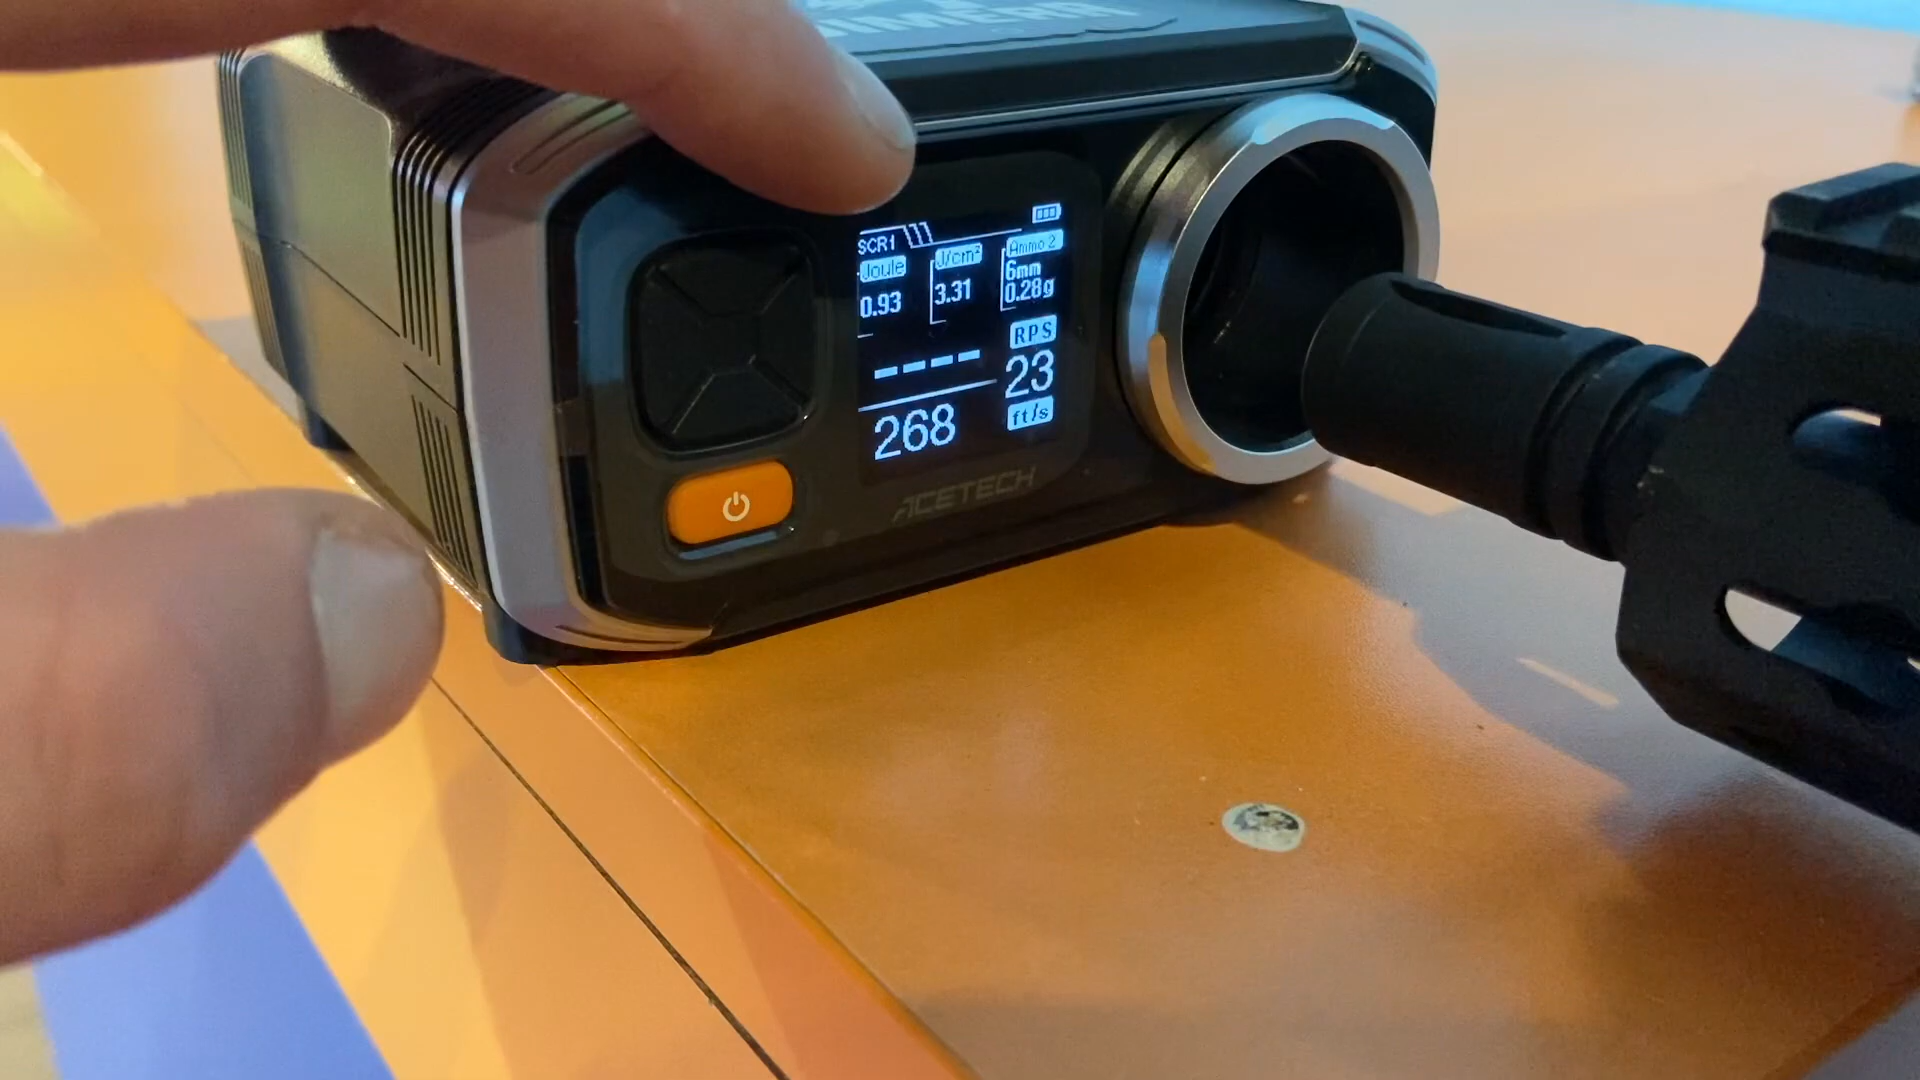 SCR1
Joule
J/cm²
Ammo 2
0.93
3.31
6mm
0.28g
RPS
----
23
268
ft/s
ACETECH